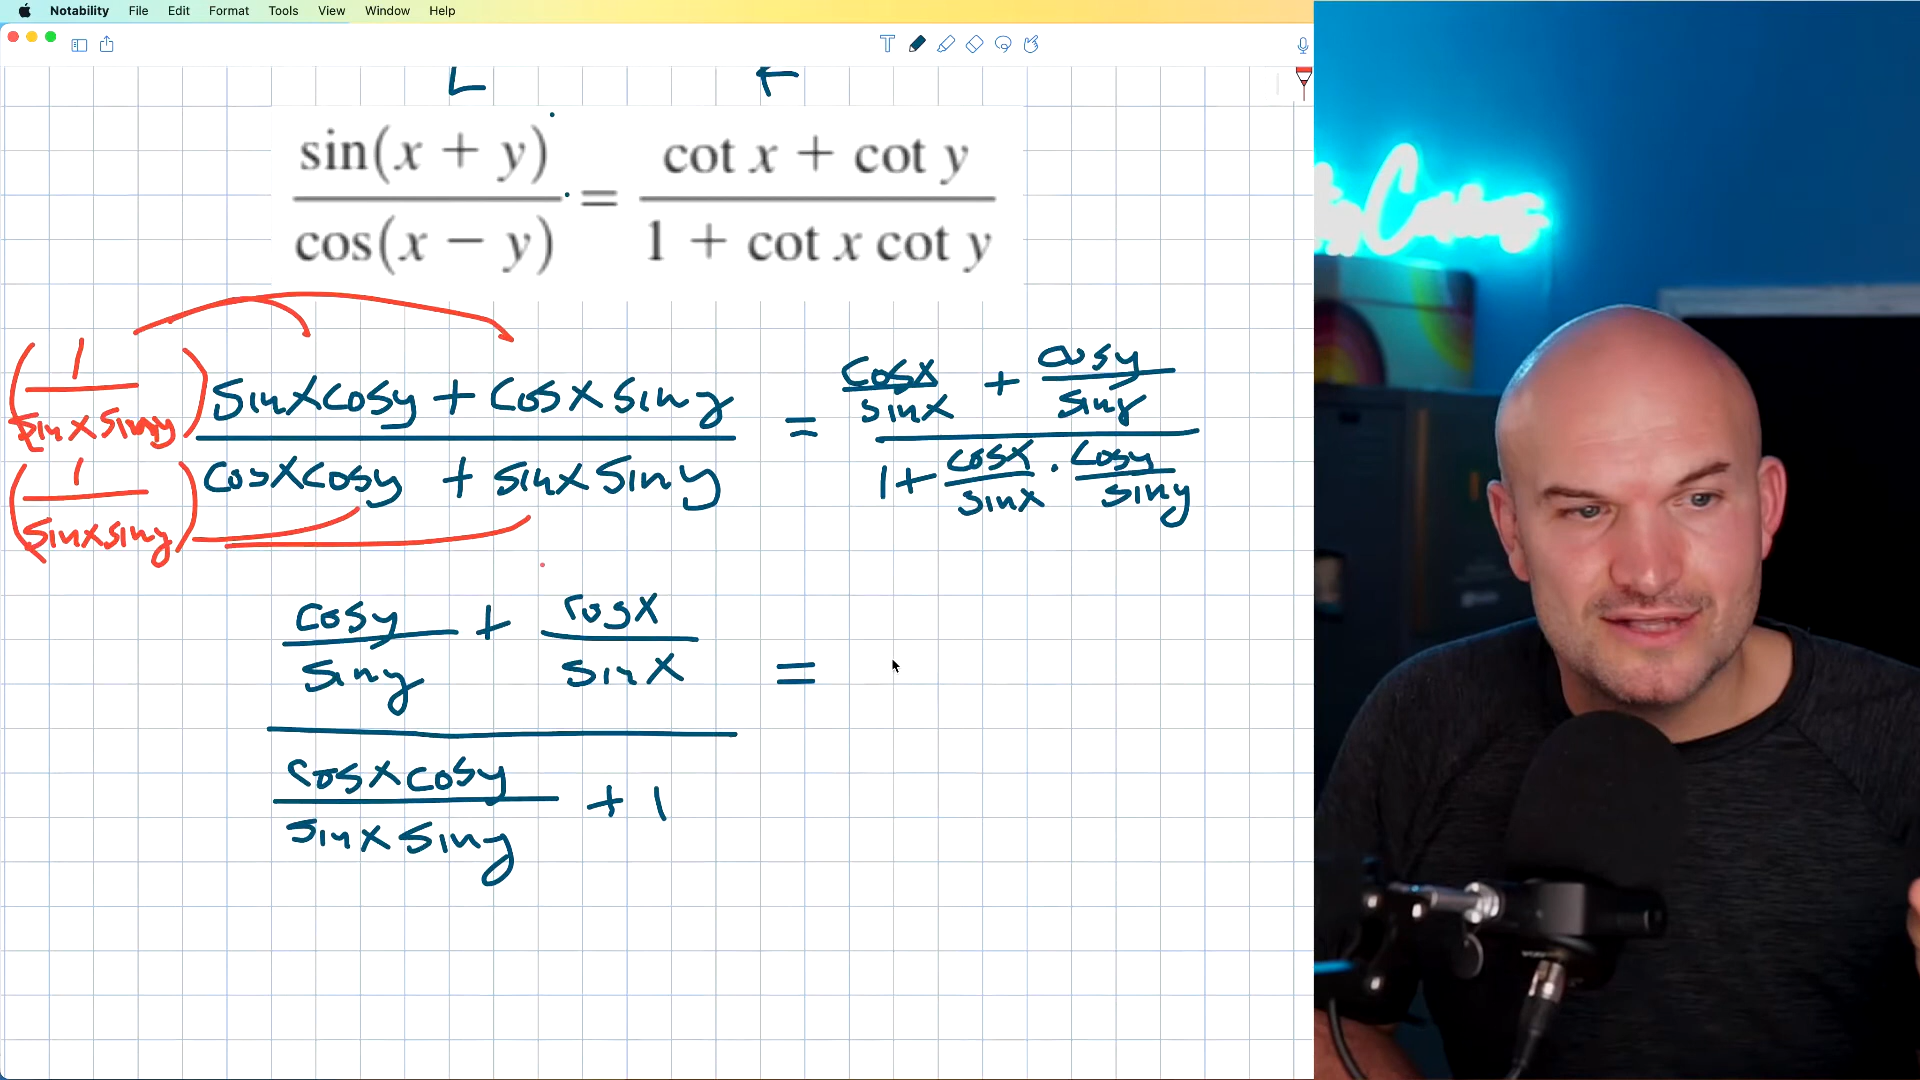 Notability File Edit Format Tools View Window Help
L R
sin(x + y) / cos(x − y) = cot x + cot y / 1 + cot x cot y
(1 / sinx siny) sinx cosy + cosx siny = cosx / sinx + cosy / siny
(1 / sinx siny) cosx cosy + sinx siny 1 + cosx / sinx · cosy / siny
cosy / siny + cosx / sinx =
cosx cosy / sinx siny + 1